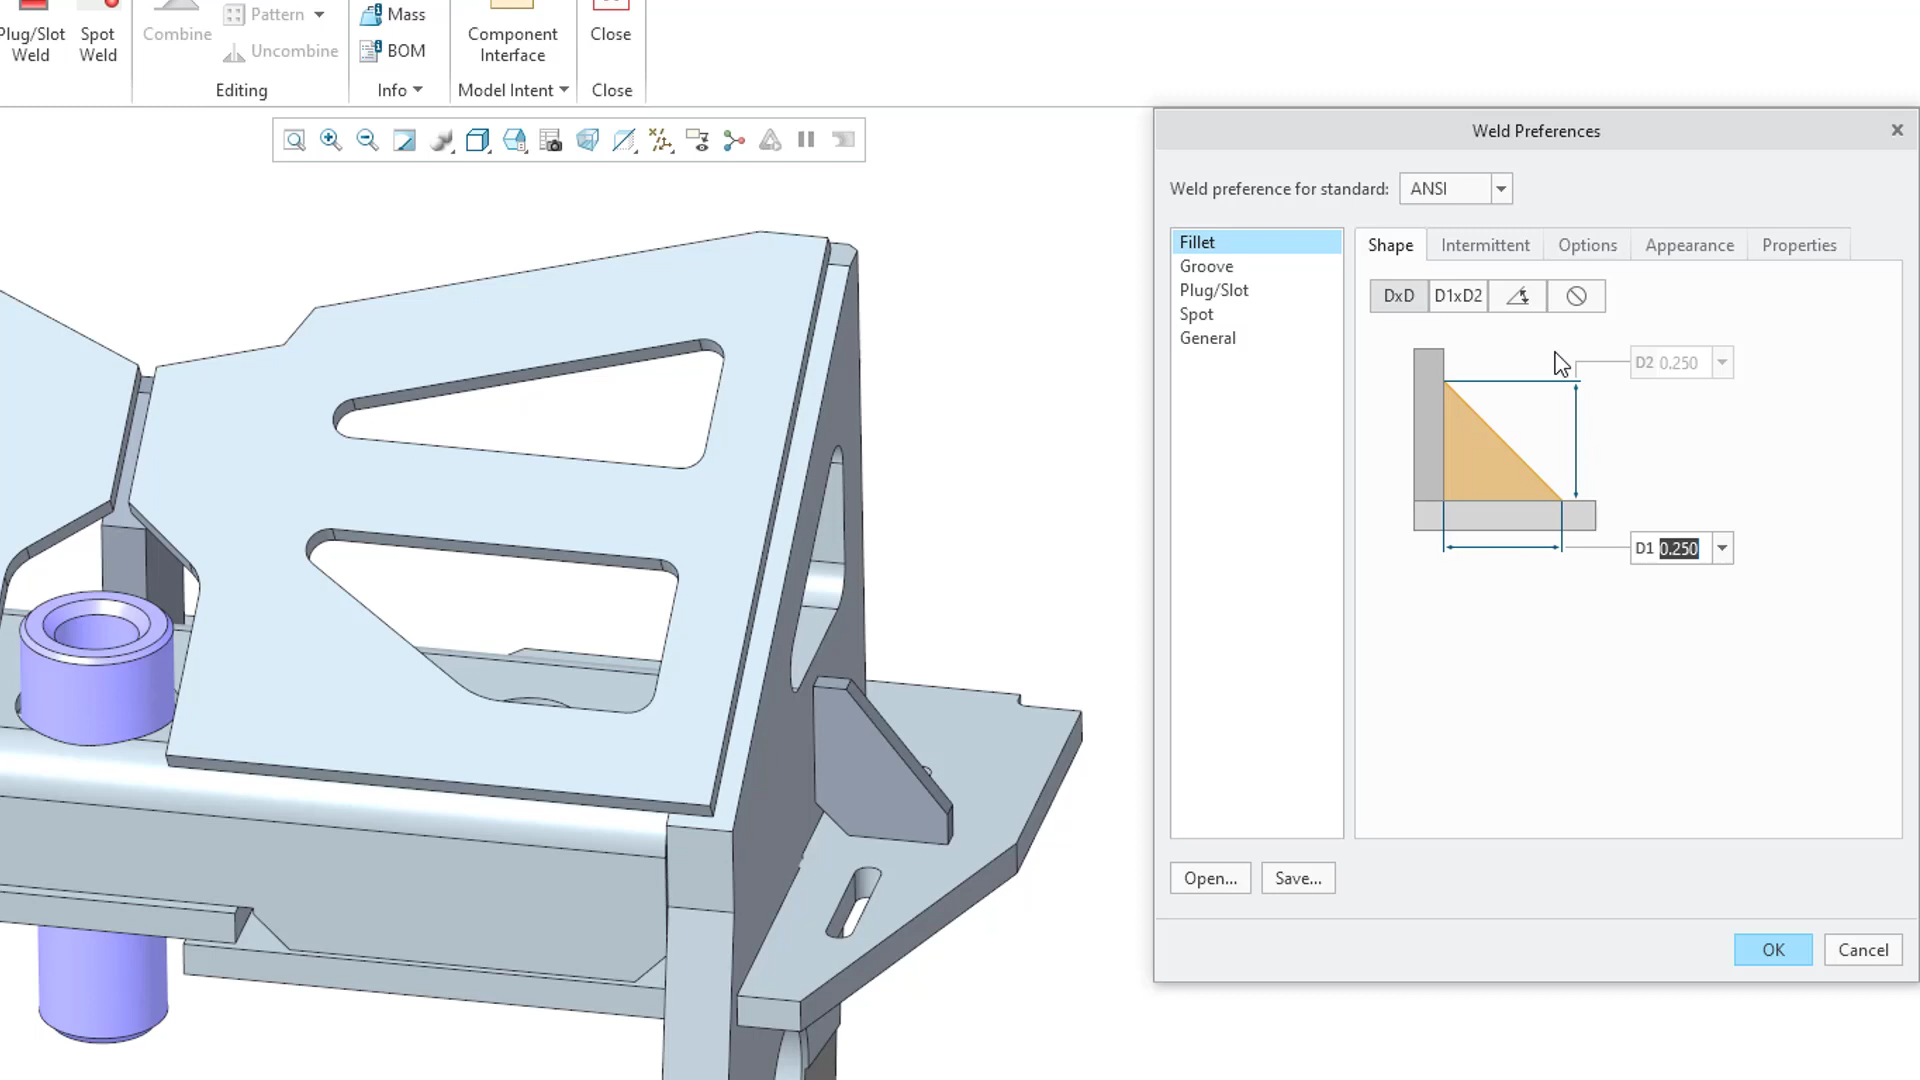 Plug/Slot
Weld
Spot
Weld
Combine
Pattern
Uncombine
Editing
Mass
BOM
Info
Component
Interface
Model Intent
Close
Close
Weld Preferences
Weld preference for standard: ANSI
Fillet
Groove
Plug/Slot
Spot
General
Shape Intermittent Options Appearance Properties
DxD D1xD2
D2 0.250
D1 0.250
Open... Save...
OK Cancel